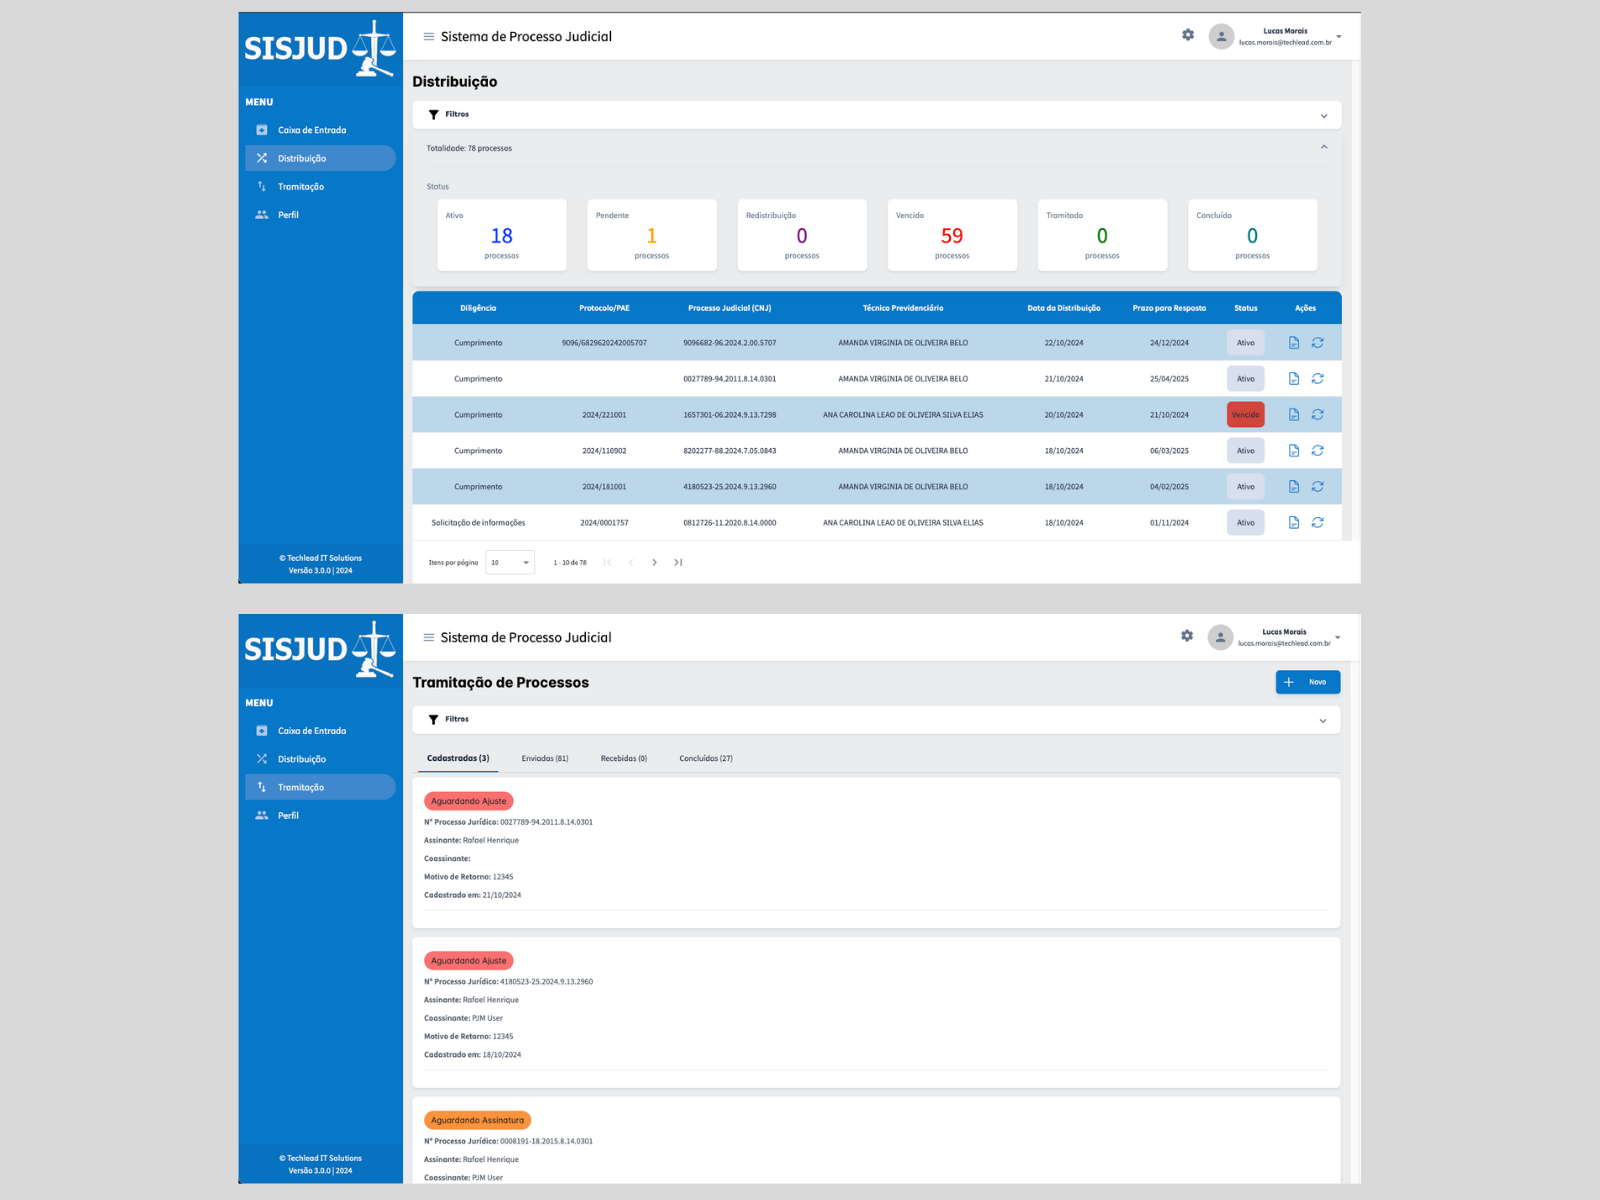 SISJUD
Sistema de Processo Judicial
Lucas Morais
lucas.morais@techlead.com.br
MENU
Caixa de Entrada
Distribuição
Tramitação
Perfil
© Techlead IT Solutions
Versão 3.0.0 | 2024
Distribuição
Filtros
Totalidade: 78 processos
Status
Ativo Pendente Redistribuição Vencido Tramitado Concluído
18 1 0 59 0 0
processos processos processos processos processos processos
Diligência Protocolo/PAE Processo Judicial (CNJ) Técnico Previdenciário Data da Distribuição Prazo para Resposta Status Ações
Cumprimento 9096/6829620242005707 9096682-96.2024.2.00.5707 AMANDA VIRGINIA DE OLIVEIRA BELO 22/10/2024 24/12/2024 Ativo
Cumprimento 0027789-94.2011.8.14.0301 AMANDA VIRGINIA DE OLIVEIRA BELO 21/10/2024 25/04/2025 Ativo
Cumprimento 2024/221001 1657301-06.2024.9.13.7298 ANA CAROLINA LEAO DE OLIVEIRA SILVA ELIAS 20/10/2024 21/10/2024 Vencido
Cumprimento 2024/110902 8202277-88.2024.7.05.0843 AMANDA VIRGINIA DE OLIVEIRA BELO 18/10/2024 06/03/2025 Ativo
Cumprimento 2024/181001 4180523-25.2024.9.13.2960 AMANDA VIRGINIA DE OLIVEIRA BELO 18/10/2024 04/02/2025 Ativo
Solicitação de informações 2024/0001757 0812726-11.2020.8.14.0000 ANA CAROLINA LEAO DE OLIVEIRA SILVA ELIAS 18/10/2024 01/11/2024 Ativo
Itens por página 10 1 - 10 de 78
SISJUD
Sistema de Processo Judicial
Lucas Morais
lucas.morais@techlead.com.br
MENU
Caixa de Entrada
Distribuição
Tramitação
Perfil
© Techlead IT Solutions
Versão 3.0.0 | 2024
Tramitação de Processos
Novo
Filtros
Cadastradas (3) Enviadas (81) Recebidas (0) Concluídas (27)
Aguardando Ajuste
Nº Processo Jurídico: 0027789-94.2011.8.14.0301
Assinante: Rafael Henrique
Coassinante:
Motivo de Retorno: 12345
Cadastrado em: 21/10/2024
Aguardando Ajuste
Nº Processo Jurídico: 4180523-25.2024.9.13.2960
Assinante: Rafael Henrique
Coassinante: PJM User
Motivo de Retorno: 12345
Cadastrado em: 18/10/2024
Aguardando Assinatura
Nº Processo Jurídico: 0008191-18.2015.8.14.0301
Assinante: Rafael Henrique
Coassinante: PJM User